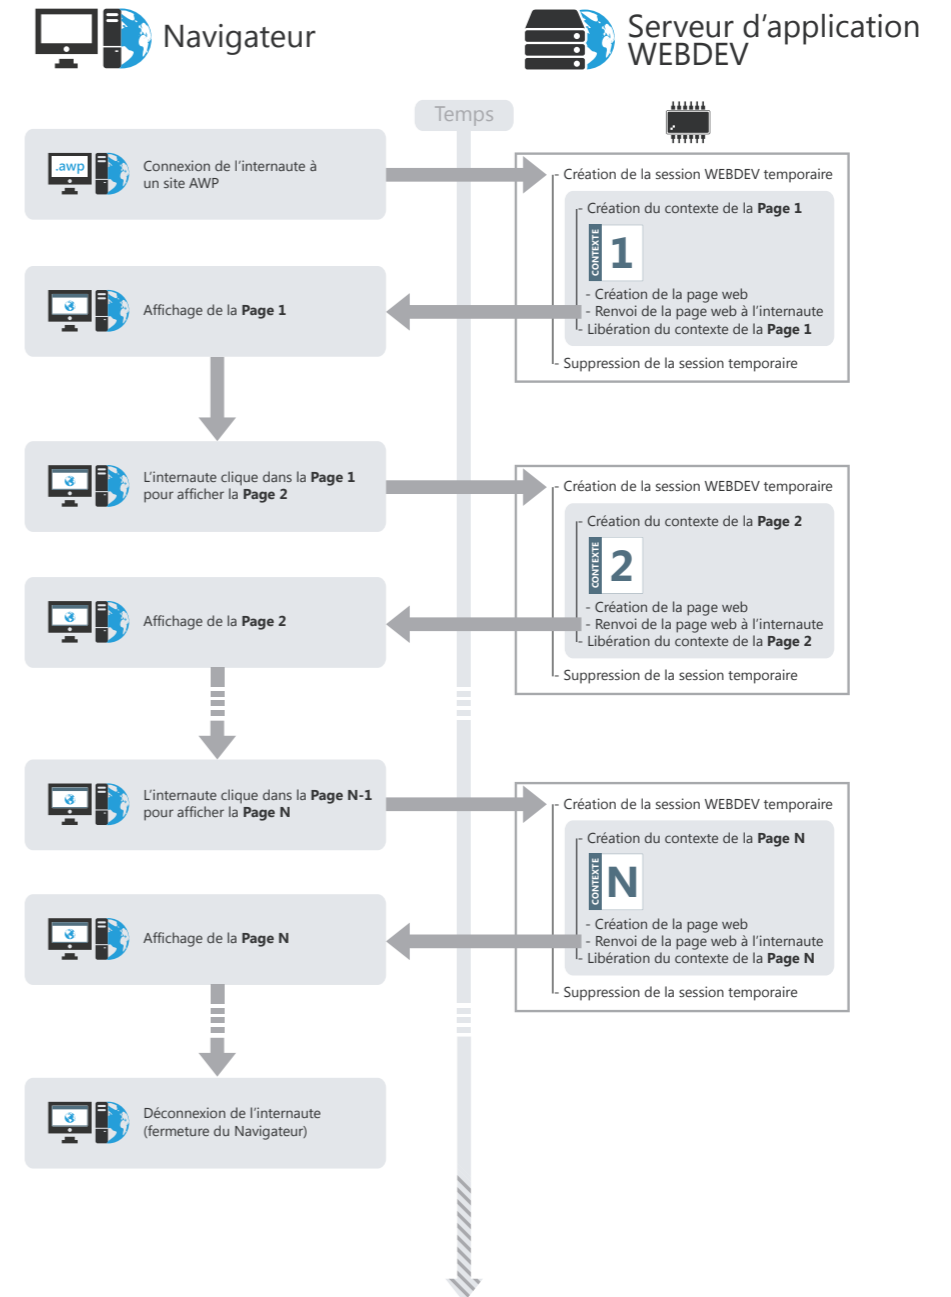 Navigateur
Serveur d'application
WEBDEV
Temps
.awp
Connexion de l'internaute à
un site AWP
- Création de la session WEBDEV temporaire
- Création du contexte de la Page 1
CONTEXTE
1
- Création de la page web
- Renvoi de la page web à l'internaute
- Libération du contexte de la Page 1
- Suppression de la session temporaire
Affichage de la Page 1
L'internaute clique dans la Page 1
pour afficher la Page 2
- Création de la session WEBDEV temporaire
- Création du contexte de la Page 2
CONTEXTE
2
- Création de la page web
- Renvoi de la page web à l'internaute
- Libération du contexte de la Page 2
- Suppression de la session temporaire
Affichage de la Page 2
L'internaute clique dans la Page N-1
pour afficher la Page N
- Création de la session WEBDEV temporaire
- Création du contexte de la Page N
CONTEXTE
N
- Création de la page web
- Renvoi de la page web à l'internaute
- Libération du contexte de la Page N
- Suppression de la session temporaire
Affichage de la Page N
Déconnexion de l'internaute
(fermeture du Navigateur)